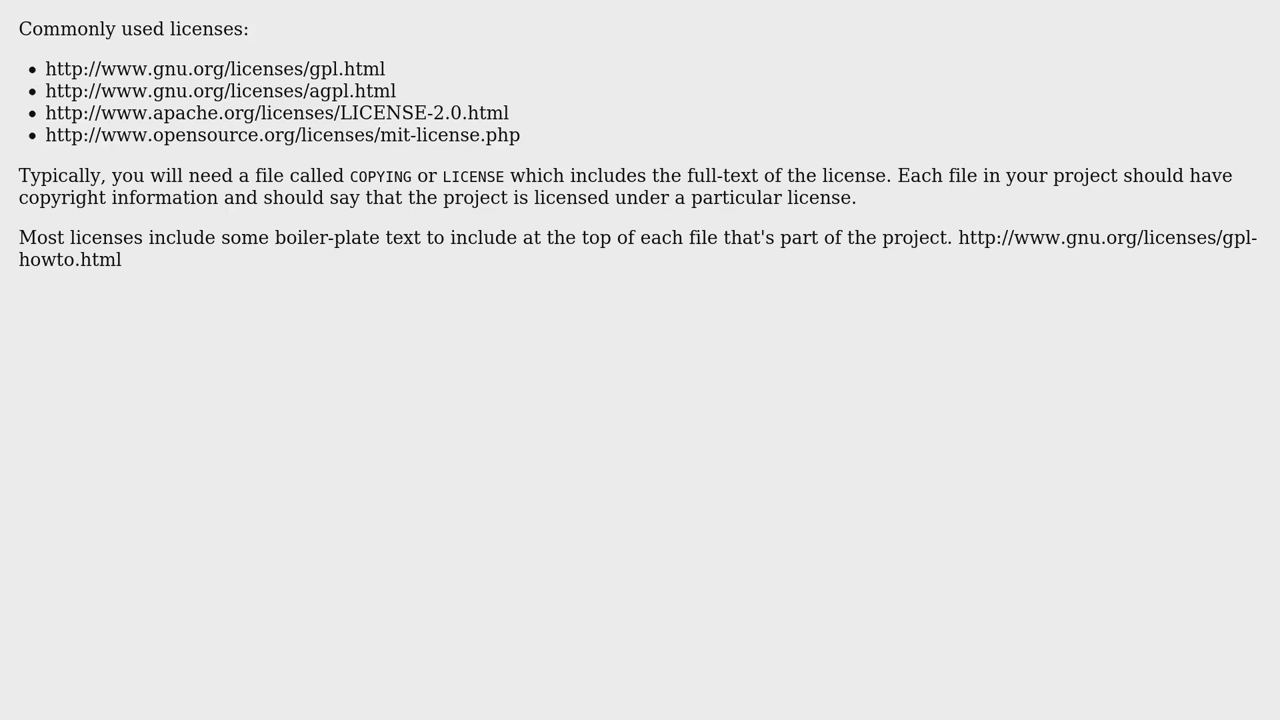 Commonly used licenses:
• http://www.gnu.org/licenses/gpl.html
• http://www.gnu.org/licenses/agpl.html
• http://www.apache.org/licenses/LICENSE-2.0.html
• http://www.opensource.org/licenses/mit-license.php
Typically, you will need a file called COPYING or LICENSE which includes the full-text of the license. Each file in your project should have
copyright information and should say that the project is licensed under a particular license.
Most licenses include some boiler-plate text to include at the top of each file that's part of the project. http://www.gnu.org/licenses/gpl-
howto.html